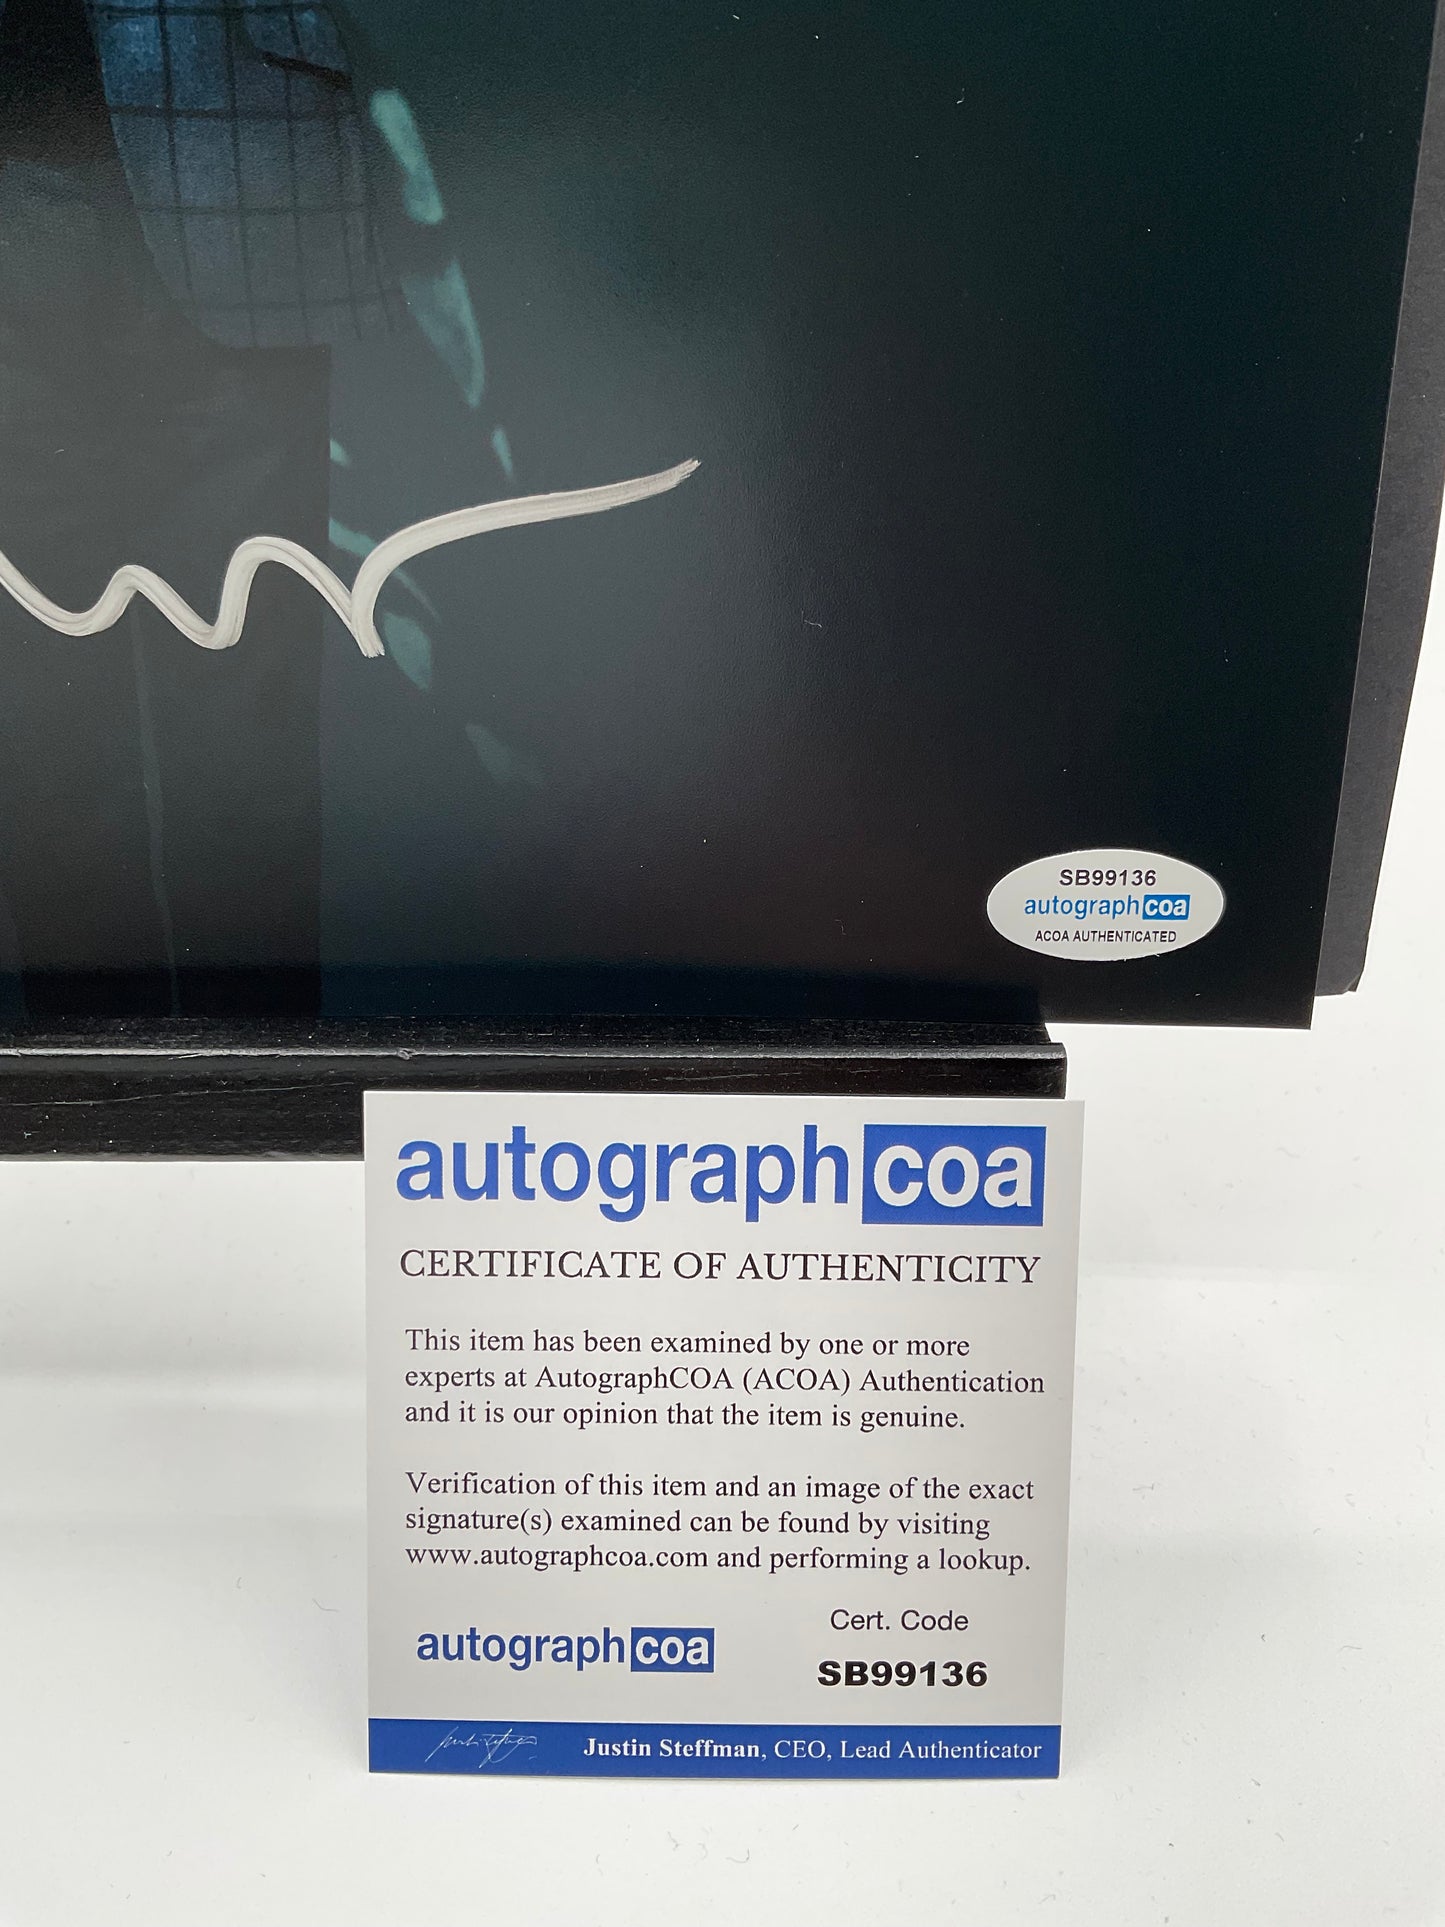 SB99136
autographcoa
ACOA AUTHENTICATED
autographcoa
CERTIFICATE OF AUTHENTICITY
This item has been examined by one or more
experts at AutographCOA (ACOA) Authentication
and it is our opinion that the item is genuine.
Verification of this item and an image of the exact
signature(s) examined can be found by visiting
www.autographcoa.com and performing a lookup.
Cert. Code
autographcoa
SB99136
Justin Steffman, CEO, Lead Authenticator